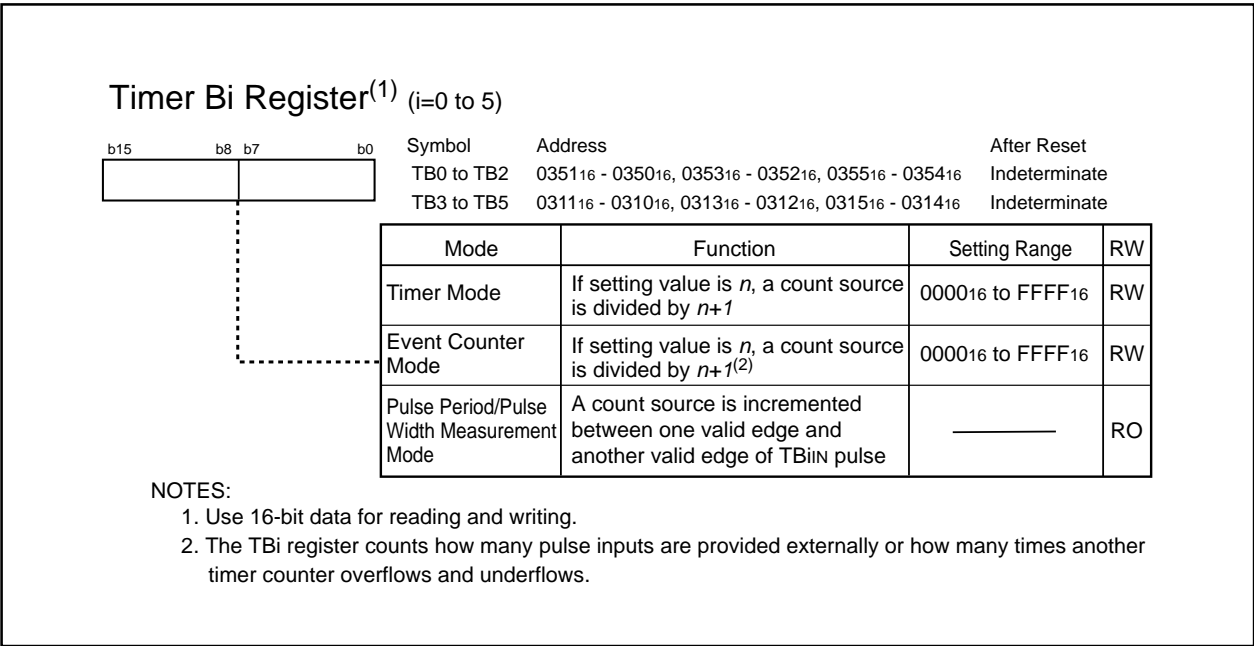 Timer Bi Register(1) (i=0 to 5)
b15 b8 b7 b0
Symbol Address After Reset
TB0 to TB2 035116 - 035016, 035316 - 035216, 035516 - 035416 Indeterminate
TB3 to TB5 031116 - 031016, 031316 - 031216, 031516 - 031416 Indeterminate
Mode Function Setting Range RW
Timer Mode If setting value is n, a count source is divided by n+1 000016 to FFFF16 RW
Event Counter Mode If setting value is n, a count source is divided by n+1(2) 000016 to FFFF16 RW
Pulse Period/Pulse Width Measurement Mode A count source is incremented between one valid edge and another valid edge of TBiIN pulse RO
NOTES:
1. Use 16-bit data for reading and writing.
2. The TBi register counts how many pulse inputs are provided externally or how many times another
timer counter overflows and underflows.